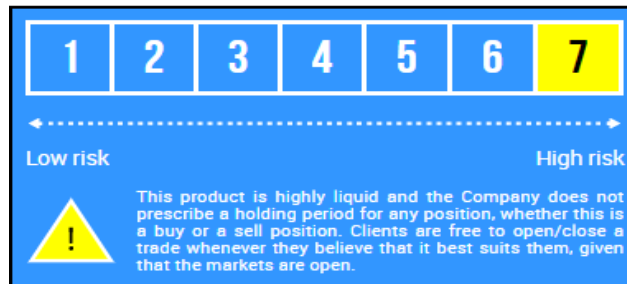 1 2 3 4 5 6 7
Low risk High risk
!
This product is highly liquid and the Company does not
prescribe a holding period for any position, whether this is
a buy or a sell position. Clients are free to open/close a
trade whenever they believe that it best suits them, given
that the markets are open.